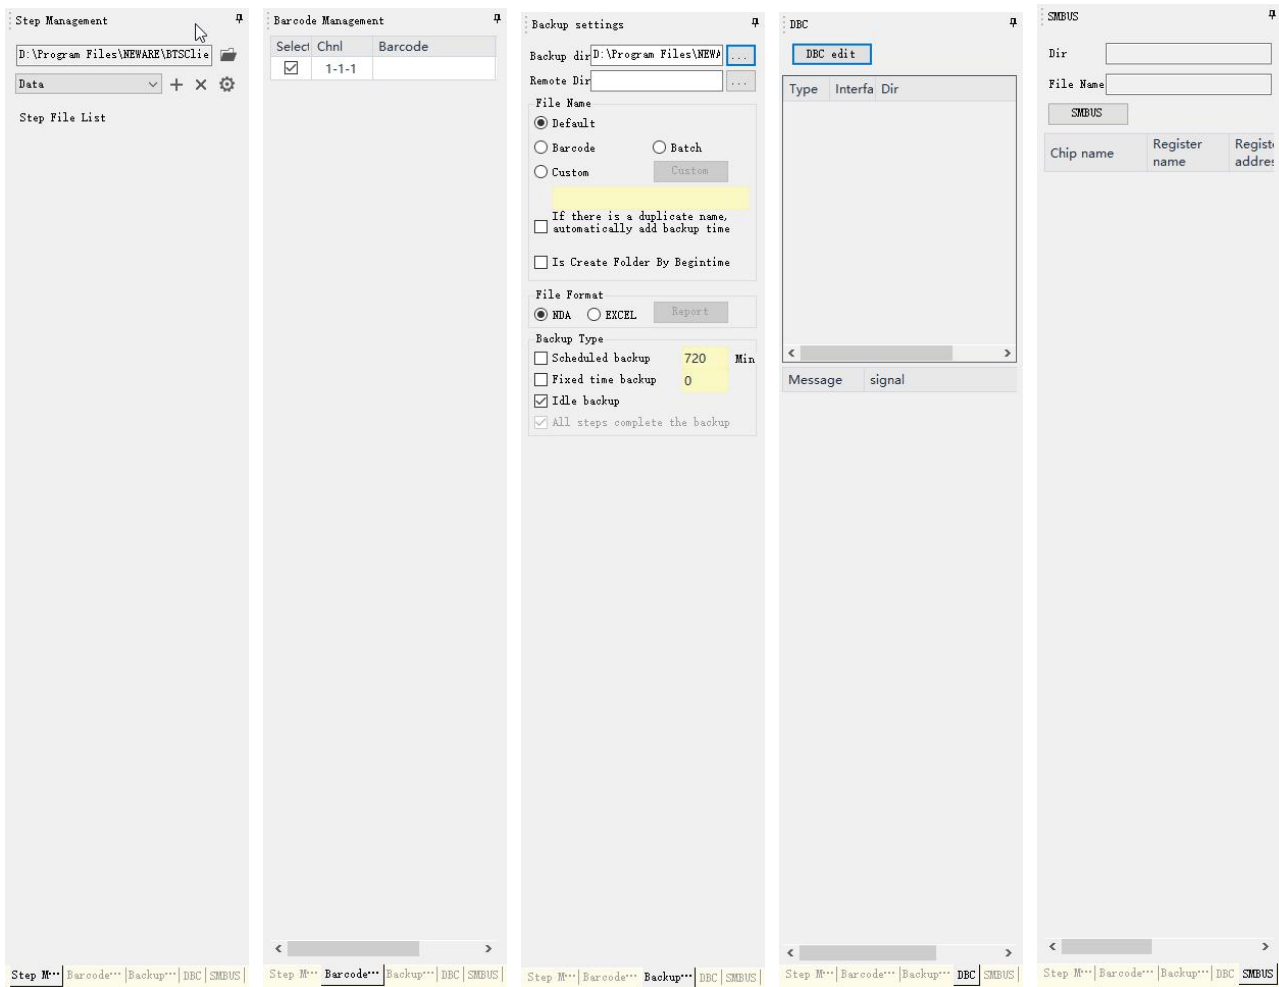 Step Management
D:\Program Files\NEWARE\BTSClie
Data
Step File List
Step M··· Barcode··· Backup··· DBC SMBUS
Barcode Management
Select Chnl Barcode
1-1-1
Step M··· Barcode··· Backup··· DBC SMBUS
Backup settings
Backup dir D:\Program Files\NEWA ...
Remote Dir ...
File Name
Default
Barcode Batch
Custom Custom
If there is a duplicate name,
automatically add backup time
Is Create Folder By Begintime
File Format
NDA EXCEL Report
Backup Type
Scheduled backup 720 Min
Fixed time backup 0
Idle backup
All steps complete the backup
Step M··· Barcode··· Backup··· DBC SMBUS
DBC
DBC edit
Type Interfa Dir
Message signal
Step M··· Barcode··· Backup··· DBC SMBUS
SMBUS
Dir
File Name
SMBUS
Chip name Register name Registe addres
Step M··· Barcode··· Backup··· DBC SMBUS